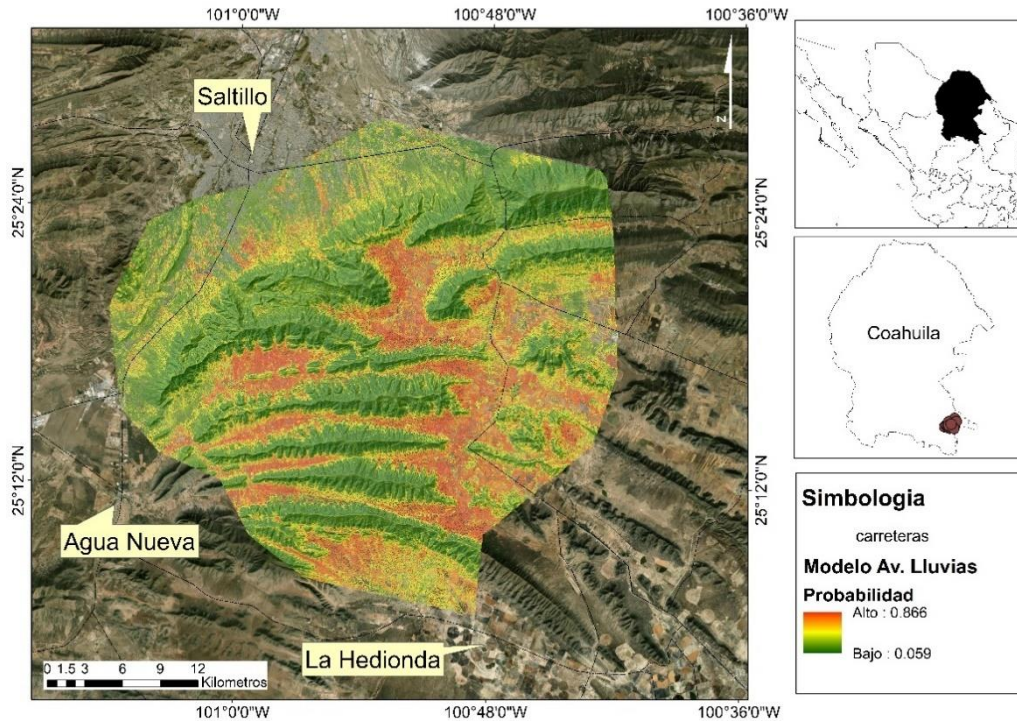 101°0'0"W
100°48'0"W
100°36'0"W
Saltillo
N
25°24'0"N
25°24'0"N
25°12'0"N
25°12'0"N
Agua Nueva
La Hedionda
0 1.5 3 6 9 12
Kilometros
101°0'0"W
100°48'0"W
100°36'0"W
Coahuila
Simbologia
carreteras
Modelo Av. Lluvias
Probabilidad
Alto : 0.866
Bajo : 0.059